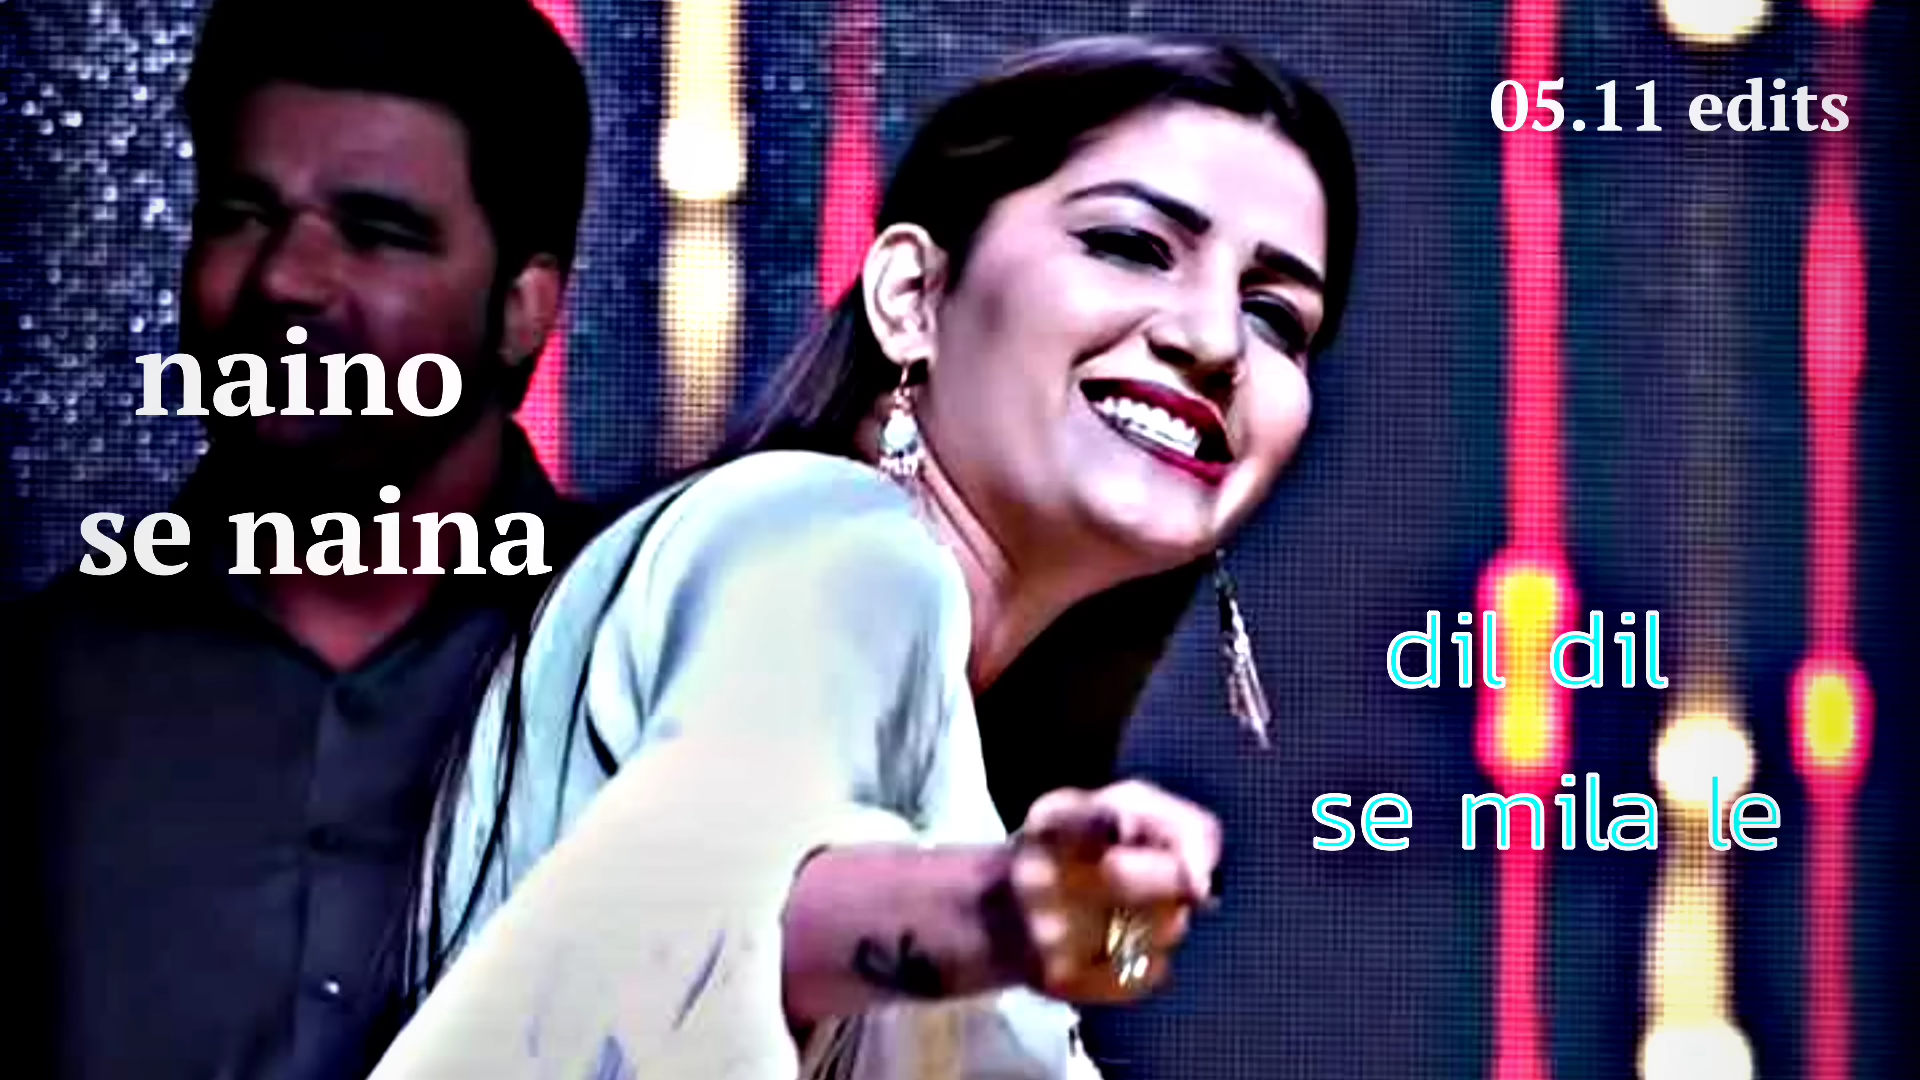 05.11 edits
naino
se naina
dil dil
se mila le